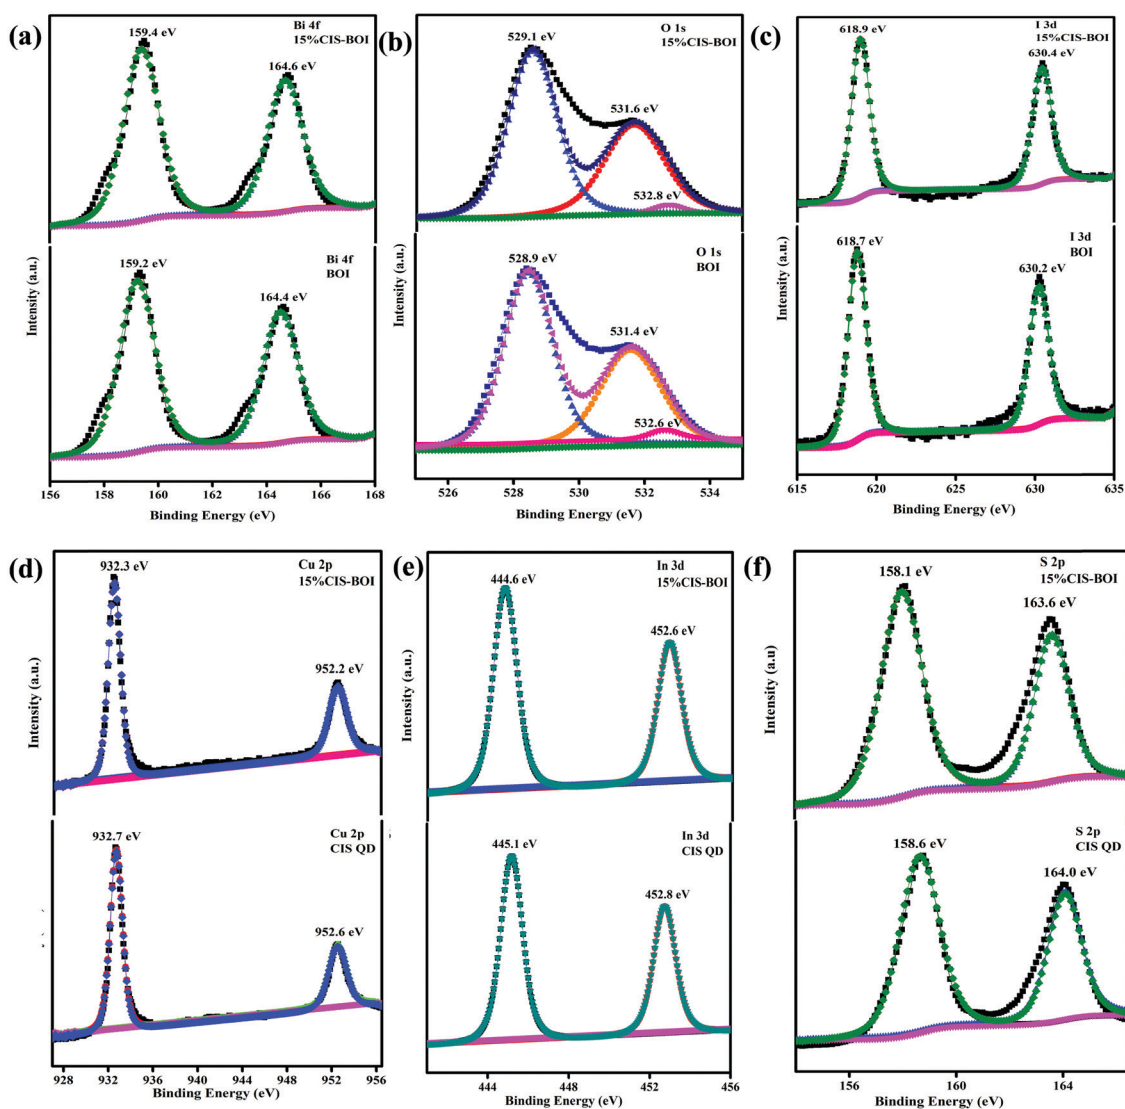 (a)
159.4 eV
Bi 4f
15%CIS-BOI
164.6 eV
159.2 eV
Bi 4f
BOI
164.4 eV
Intensity (a.u.)
156 158 160 162 164 166 168
Binding Energy (eV)
(b)
529.1 eV
O 1s
15%CIS-BOI
531.6 eV
532.8 eV
528.9 eV
O 1s
BOI
531.4 eV
532.6 eV
Intensity (a.u.)
526 528 530 532 534
Binding Energy (eV)
(c)
618.9 eV
I 3d
15%CIS-BOI
630.4 eV
618.7 eV
I 3d
BOI
630.2 eV
Intensity (a.u.)
615 620 625 630 635
Binding Energy (eV)
(d)
932.3 eV
Cu 2p
15%CIS-BOI
952.2 eV
932.7 eV
Cu 2p
CIS QD
952.6 eV
Intensity (a.u.)
928 932 936 940 944 948 952 956
Binding Energy (eV)
(e)
444.6 eV
In 3d
15%CIS-BOI
452.6 eV
445.1 eV
In 3d
CIS QD
452.8 eV
Intensity (a.u.)
444 448 452 456
Binding Energy (eV)
(f)
158.1 eV
S 2p
15%CIS-BOI
163.6 eV
158.6 eV
S 2p
CIS QD
164.0 eV
Intensity (a.u)
156 160 164
Binding Energy (eV)